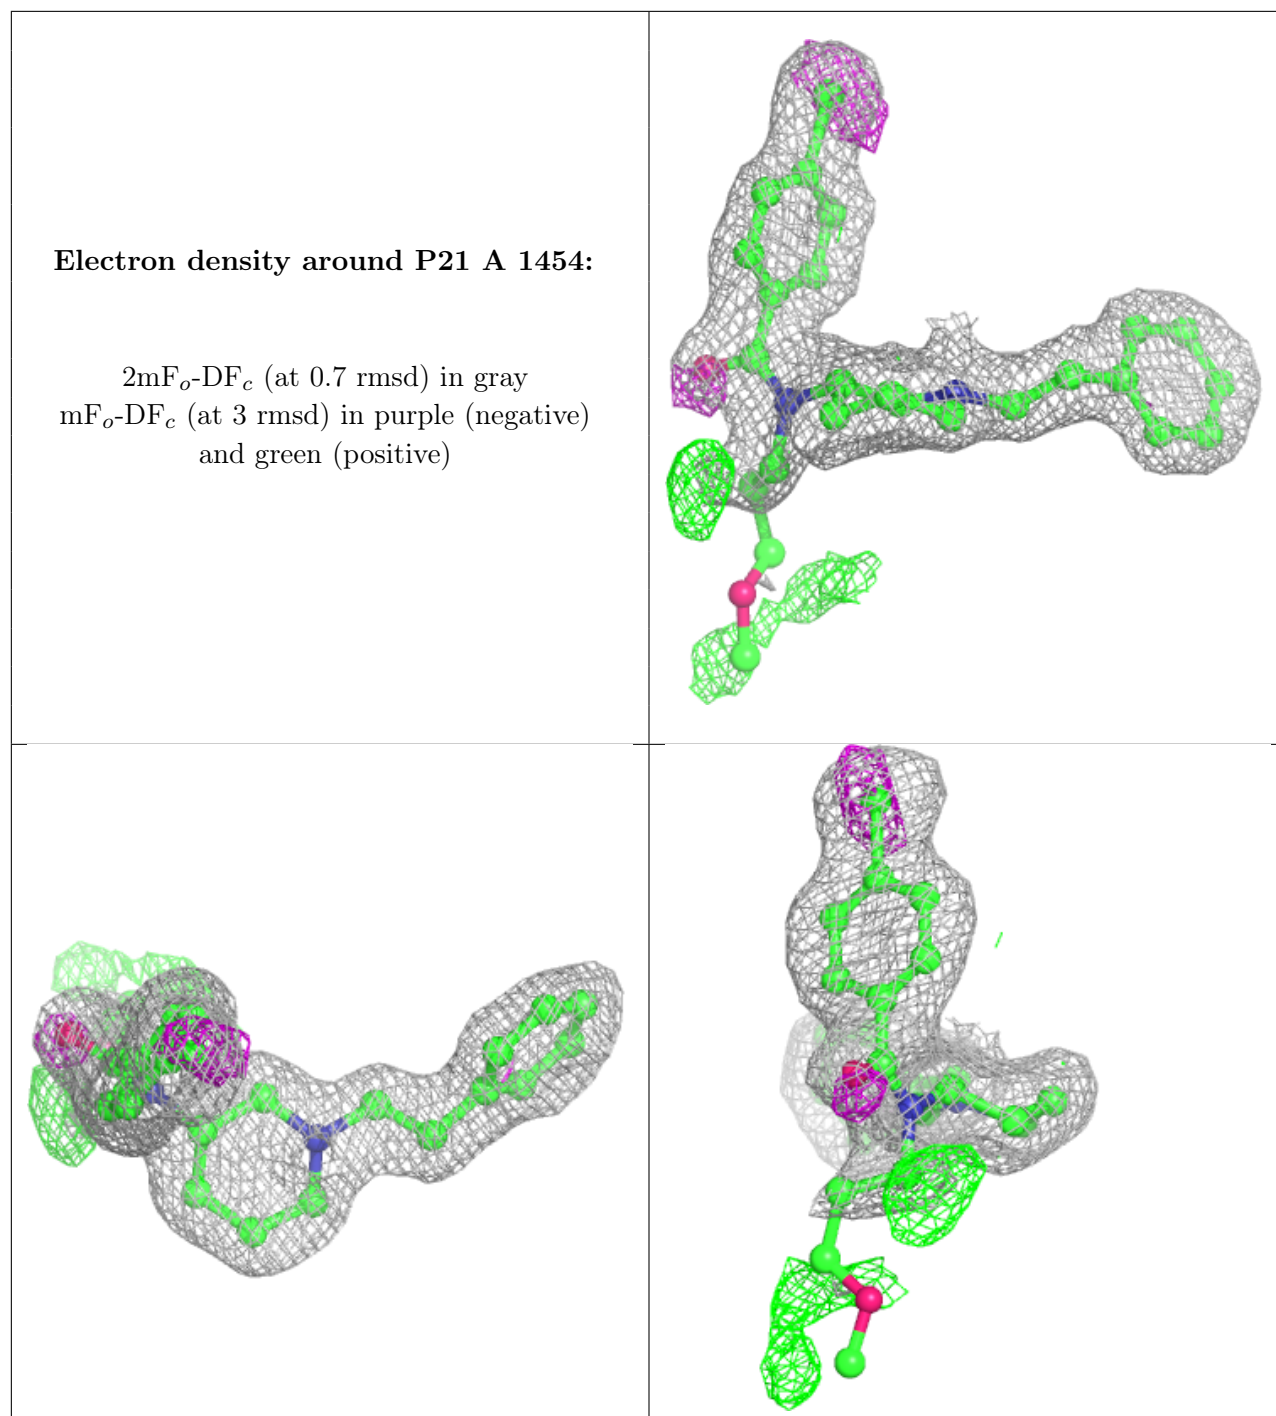 Electron density around P21 A 1454:
2mFₒ-DF𝒸 (at 0.7 rmsd) in gray
mFₒ-DF𝒸 (at 3 rmsd) in purple (negative)
and green (positive)